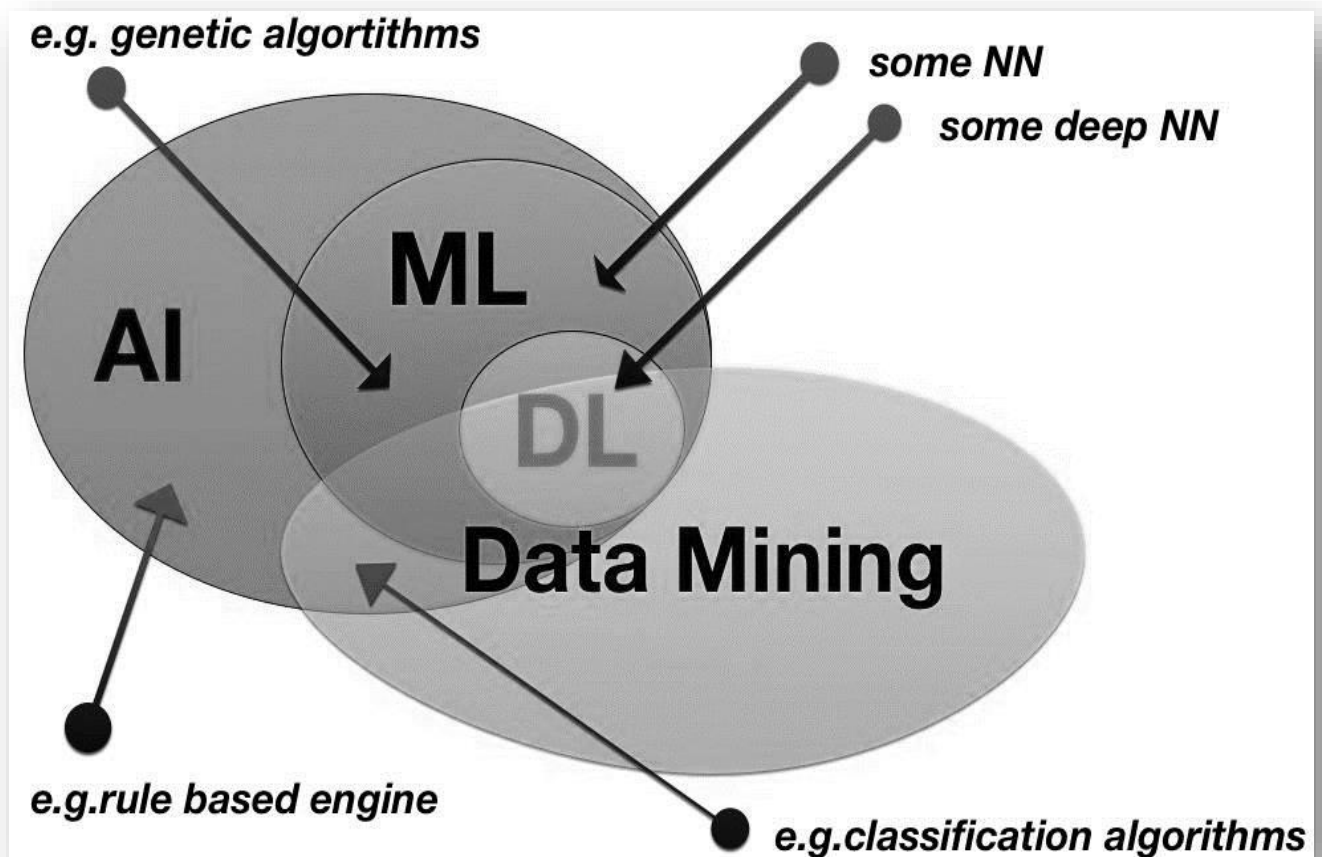 e.g. genetic algortithms
some NN
some deep NN
ML
AI
DL
Data Mining
e.g.rule based engine
e.g.classification algorithms